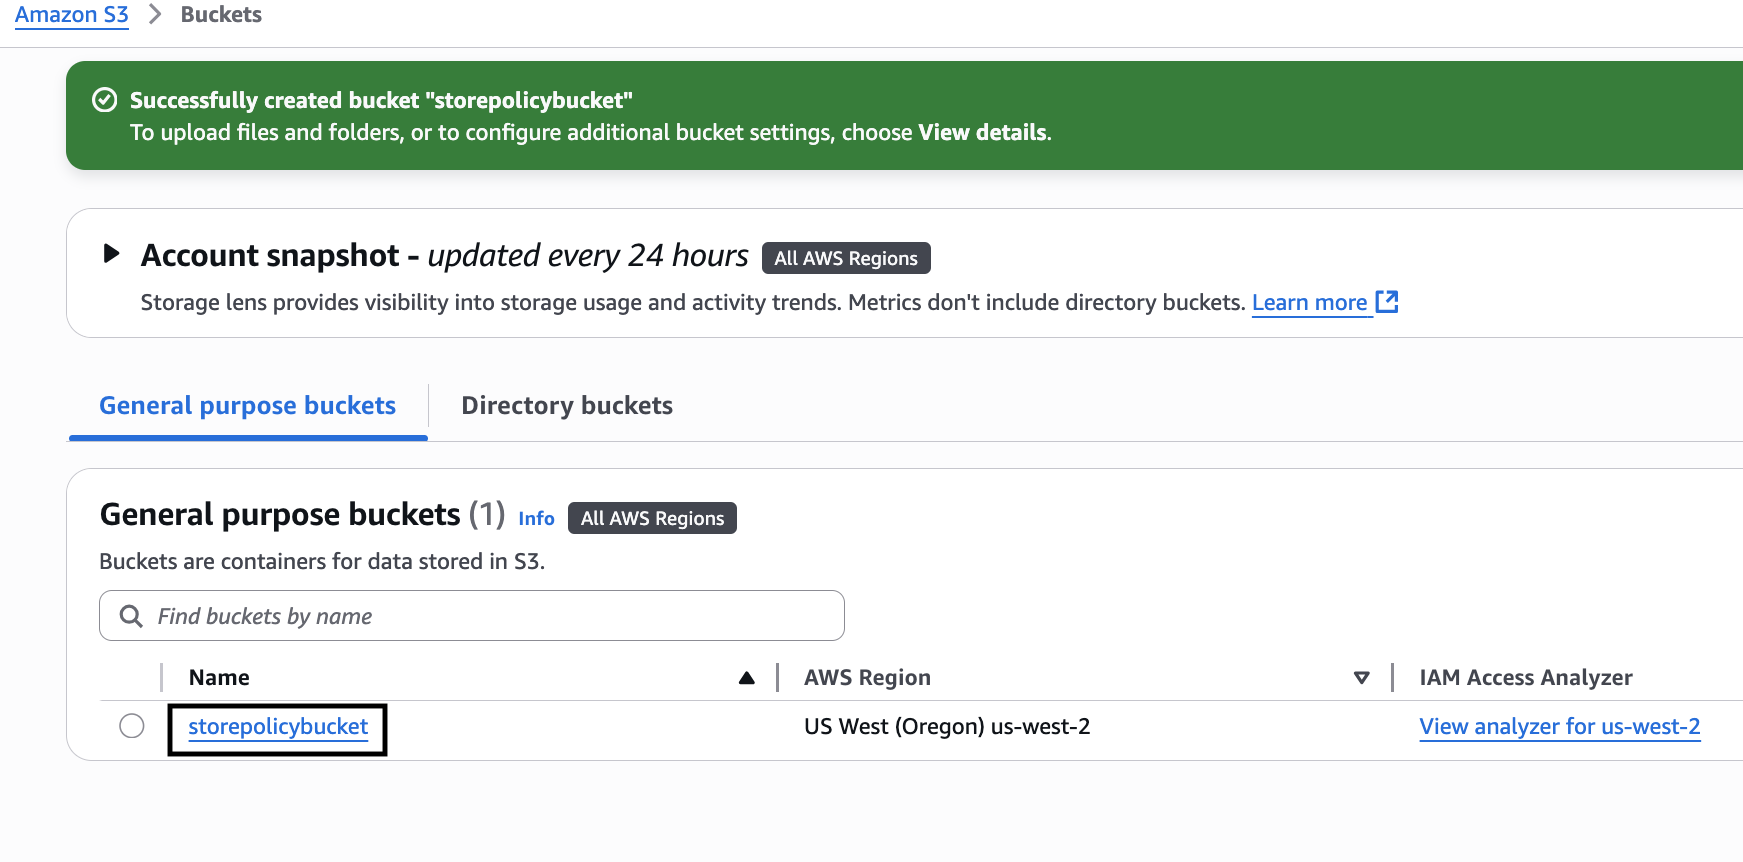 Amazon S3 > Buckets
Successfully created bucket "storepolicybucket"
To upload files and folders, or to configure additional bucket settings, choose View details.
Account snapshot - updated every 24 hours All AWS Regions
Storage lens provides visibility into storage usage and activity trends. Metrics don't include directory buckets. Learn more
General purpose buckets Directory buckets
General purpose buckets (1) Info All AWS Regions
Buckets are containers for data stored in S3.
Find buckets by name
Name AWS Region IAM Access Analyzer
storepolicybucket US West (Oregon) us-west-2 View analyzer for us-west-2